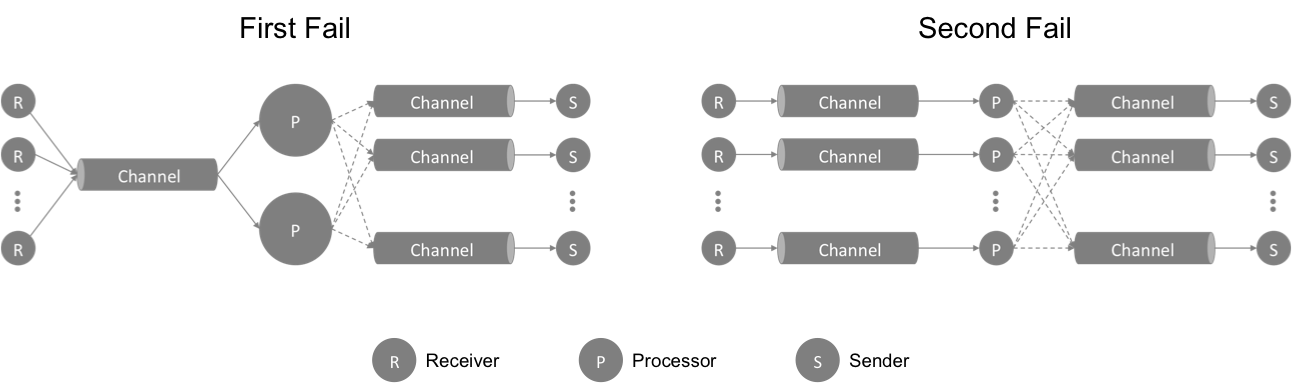 First Fail
R
R
R
Channel
P
P
Channel
Channel
Channel
S
S
S
Second Fail
R
R
R
Channel
Channel
Channel
P
P
P
Channel
Channel
Channel
S
S
S
R Receiver
P Processor
S Sender